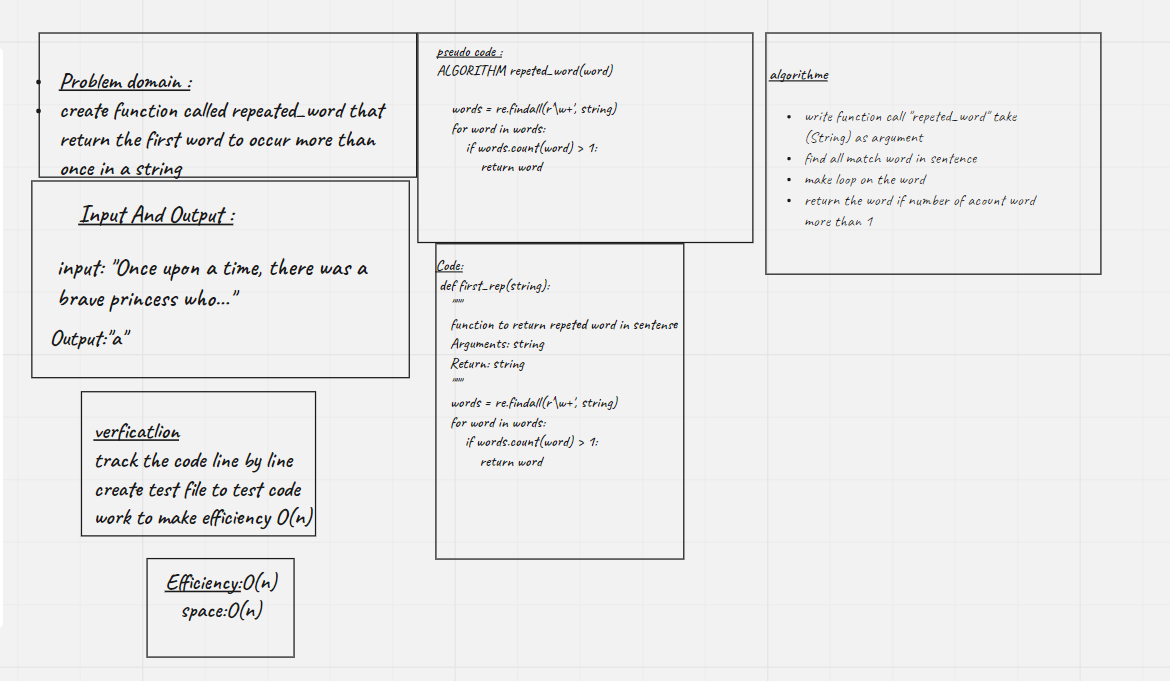 Problem domain :
create function called repeated_word that
return the first word to occur more than
once in a string
Input And Output :
input: "Once upon a time, there was a
brave princess who..."
Output:"a"
verficatlion
track the code line by line
create test file to test code
work to make efficiency O(n)
Efficiency:O(n)
space:O(n)
pseudo code :
ALGORITHM repeted_word(word)
words = re.findall(r'\w+', string)
for word in words:
if words.count(word) > 1:
return word
Code:
def first_rep(string):
"""
function to return repeted word in sentense
Arguments: string
Return: string
"""
words = re.findall(r'\w+', string)
for word in words:
if words.count(word) > 1:
return word
algorithme
write function call "repeted_word" take
(String) as argument
find all match word in sentence
make loop on the word
return the word if number of acount word
more than 1